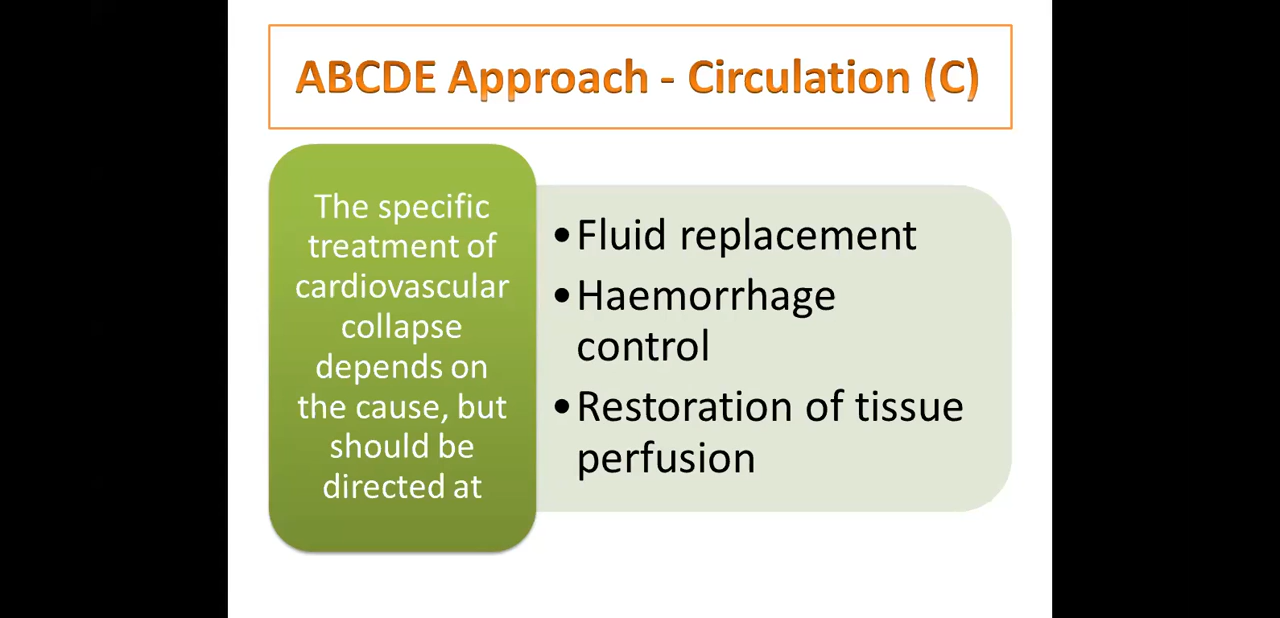 ABCDE Approach - Circulation (C)
The specific
treatment of
cardiovascular
collapse
depends on
the cause, but
should be
directed at
•Fluid replacement
•Haemorrhage
control
•Restoration of tissue
perfusion